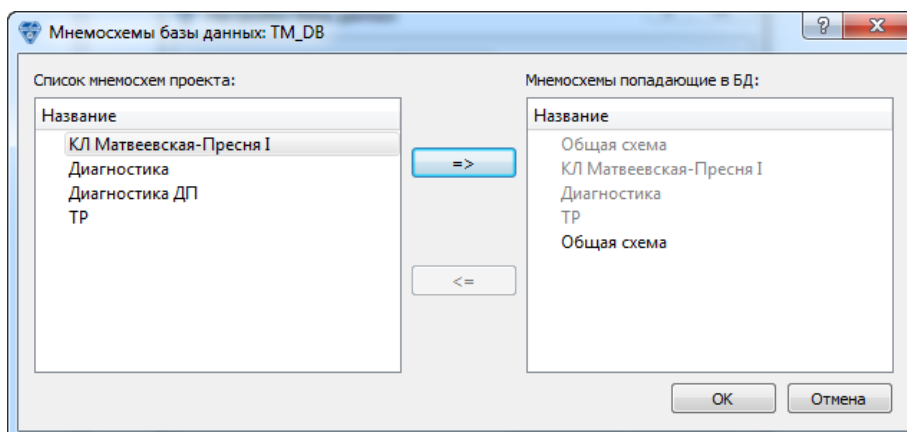 Мнемосхемы базы данных: TM_DB
Список мнемосхем проекта:
Название
КЛ Матвеевская-Пресня I
Диагностика
Диагностика ДП
ТР
=>
<=
Мнемосхемы попадающие в БД:
Название
Общая схема
КЛ Матвеевская-Пресня I
Диагностика
ТР
Общая схема
OK
Отмена